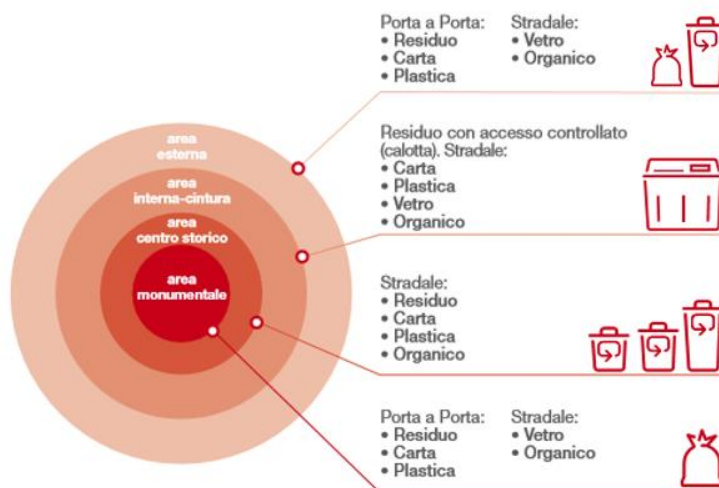 Porta a Porta:
• Residuo
• Carta
• Plastica
Stradale:
• Vetro
• Organico
area
esterna
area
interna-cintura
area
centro storico
area
monumentale
Residuo con accesso controllato
(calotta). Stradale:
• Carta
• Plastica
• Vetro
• Organico
Stradale:
• Residuo
• Carta
• Plastica
• Organico
Porta a Porta:
• Residuo
• Carta
• Plastica
Stradale:
• Vetro
• Organico